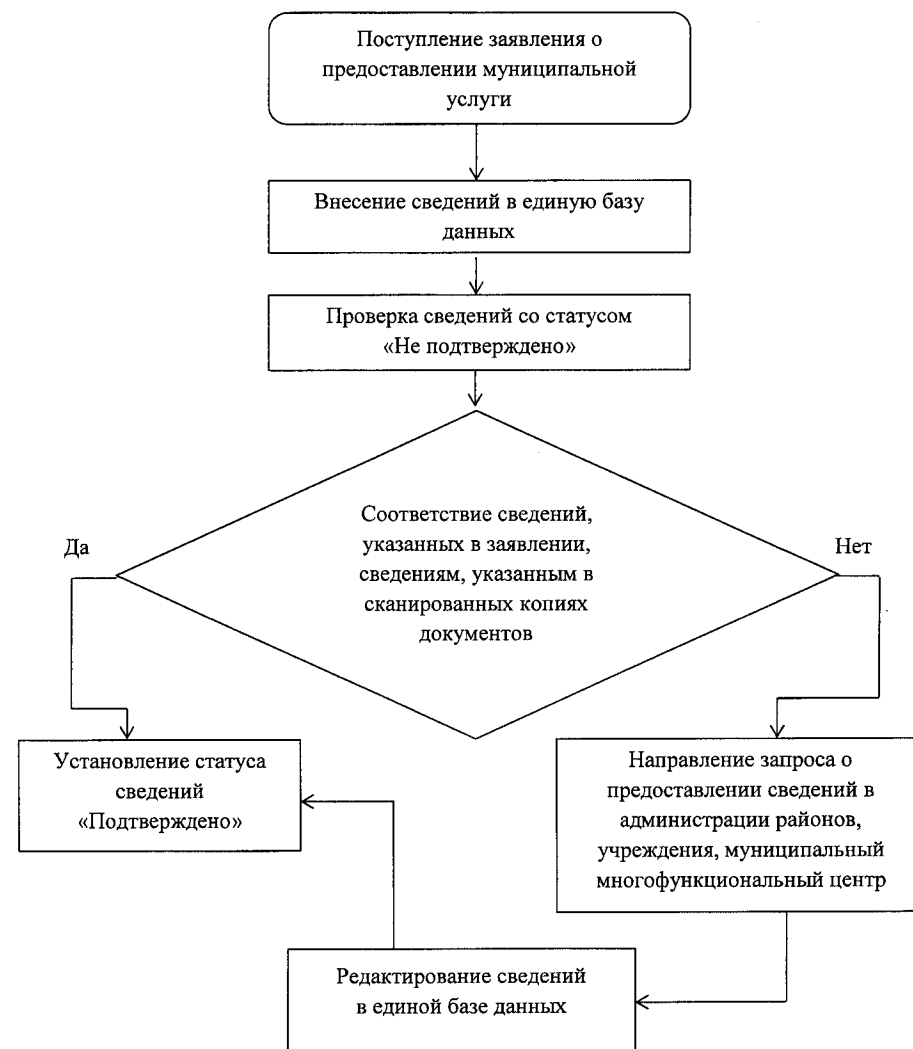 Поступление заявления о
предоставлении муниципальной
услуги
Внесение сведений в единую базу
данных
Проверка сведений со статусом
«Не подтверждено»
Соответствие сведений,
указанных в заявлении,
сведениям, указанным в
сканированных копиях
документов
Да
Нет
Установление статуса
сведений
«Подтверждено»
Направление запроса о
предоставлении сведений в
администрации районов,
учреждения, муниципальный
многофункциональный центр
Редактирование сведений
в единой базе данных